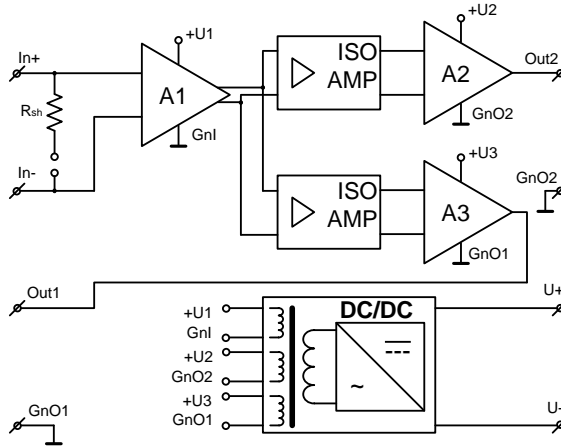 +U1
+U2
In+
A1
ISO
AMP
A2
Out2
Rsh
GnI
GnO2
+U3
In-
ISO
AMP
A3
GnO2
GnO1
Out1
+U1
DC/DC
U+
GnI
+U2
GnO2
~
+U3
GnO1
GnO1
U-